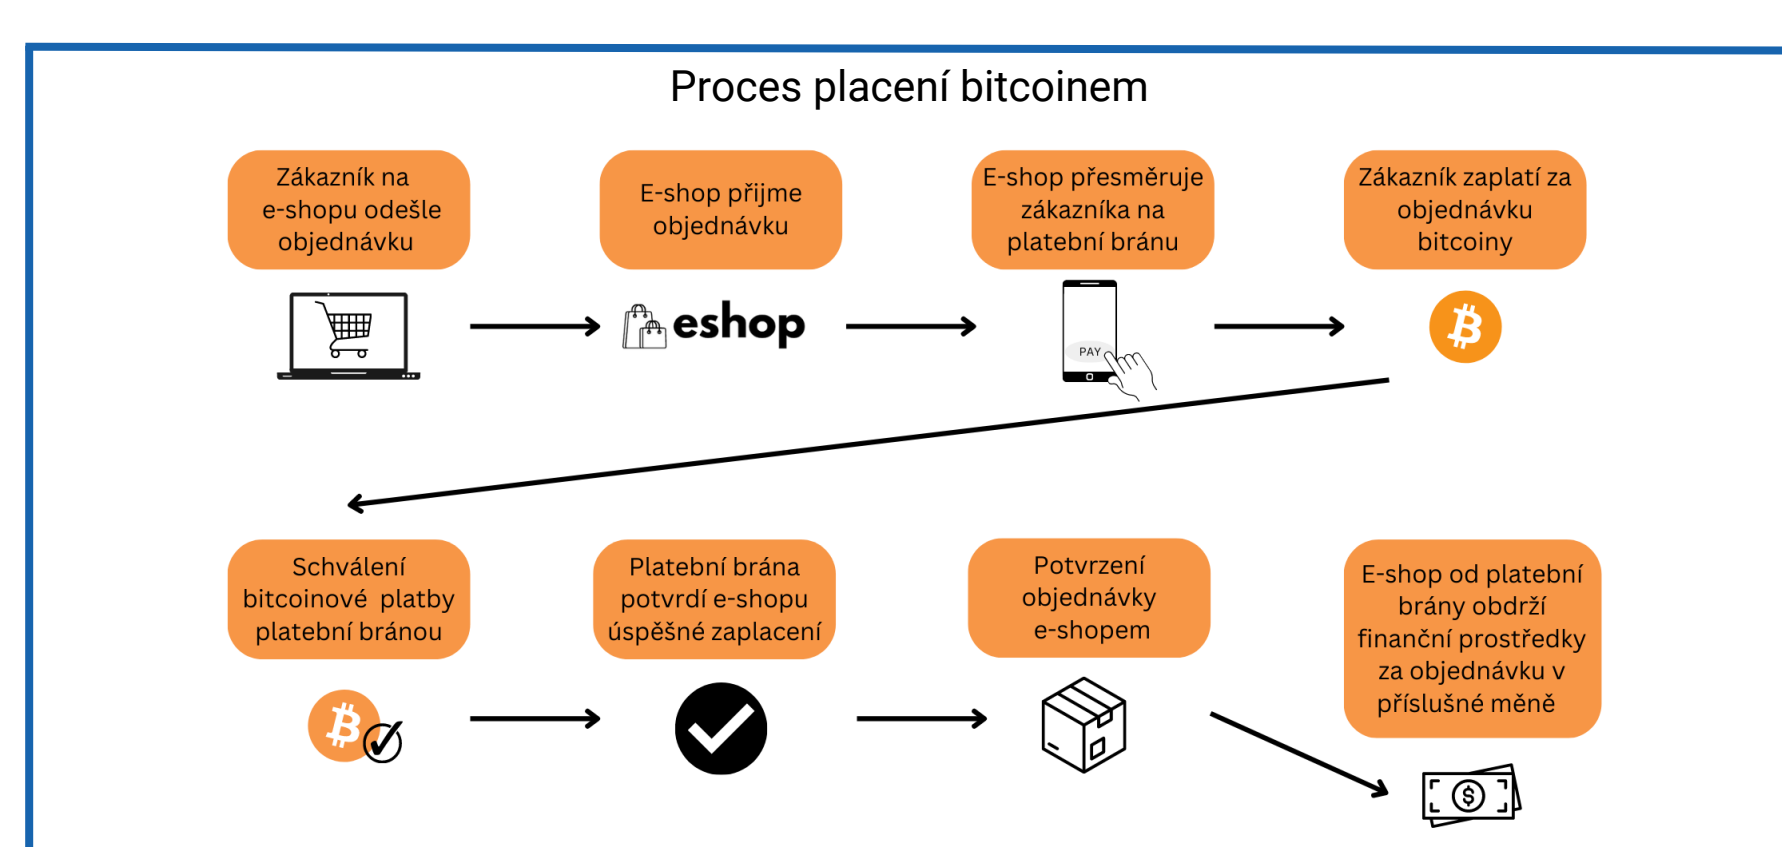 Proces placení bitcoinem
Zákazník na
e-shopu odešle
objednávku
E-shop přijme
objednávku
E-shop přesměruje
zákazníka na
platební bránu
Zákazník zaplatí za
objednávku
bitcoiny
eshop
PAY
Schválení
bitcoinové platby
platební bránou
Platební brána
potvrdí e-shopu
úspěšné zaplacení
Potvrzení
objednávky
e-shopem
E-shop od platební
brány obdrží
finanční prostředky
za objednávku v
příslušné měně